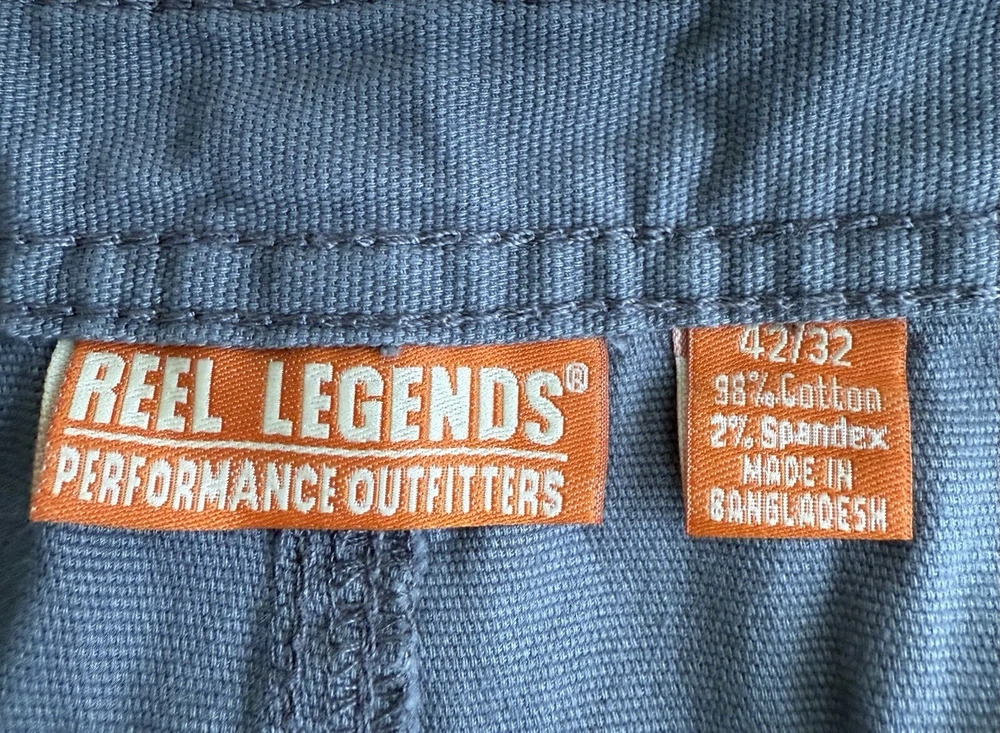 REEL LEGENDS®
PERFORMANCE OUTFITTERS
42/32
98% Cotton
2% Spandex
MADE IN
BANGLADESH